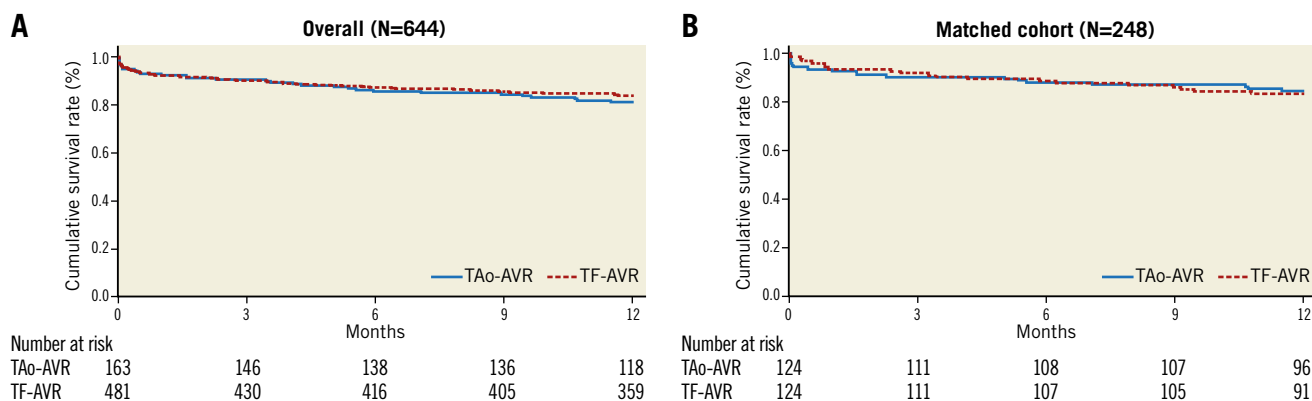 A
Overall (N=644)
Cumulative survival rate (%)
1.0
0.8
0.6
0.4
0.2
0.0
TAo-AVR TF-AVR
0 3 6 9 12
Months
Number at risk
TAo-AVR 163 146 138 136 118
TF-AVR 481 430 416 405 359
B
Matched cohort (N=248)
Cumulative survival rate (%)
1.0
0.8
0.6
0.4
0.2
0.0
TAo-AVR TF-AVR
0 3 6 9 12
Months
Number at risk
TAo-AVR 124 111 108 107 96
TF-AVR 124 111 107 105 91